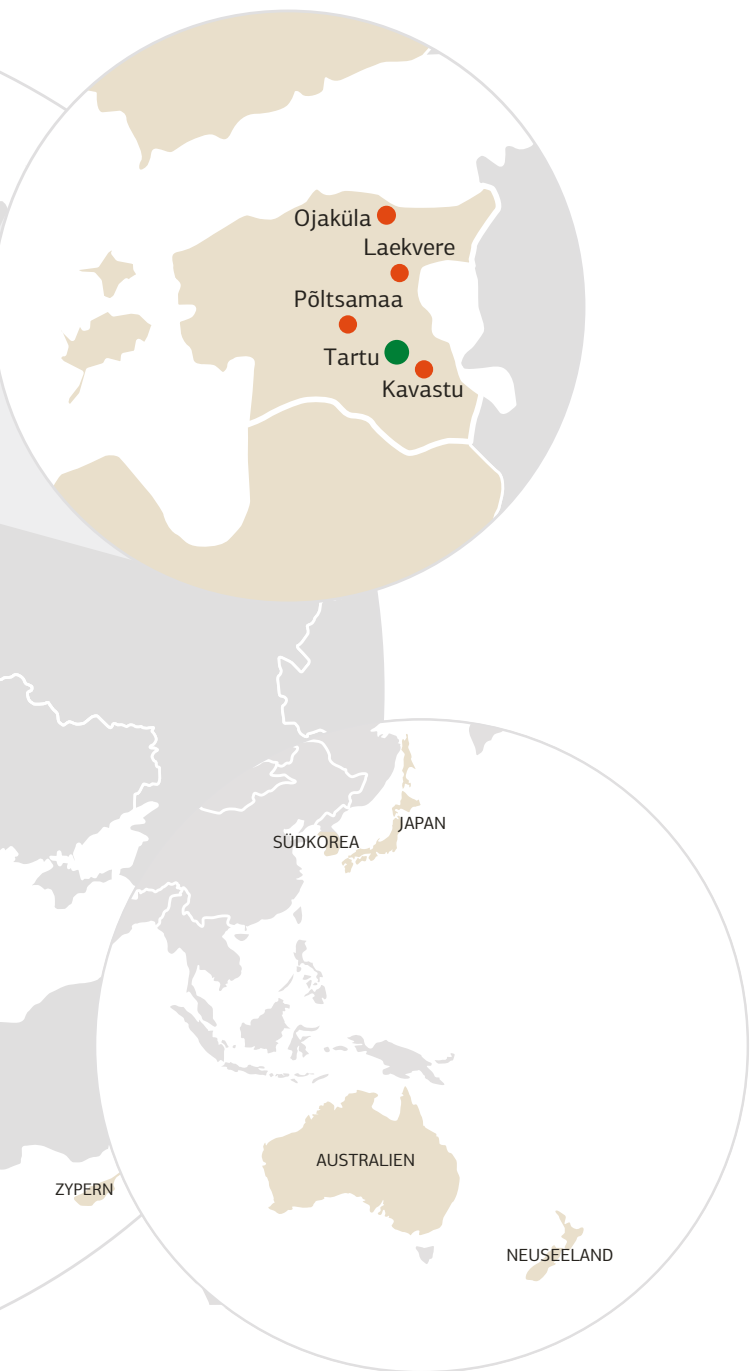 Ojaküla
Laekvere
Põltsamaa
Tartu
Kavastu
JAPAN
SÜDKOREA
AUSTRALIEN
ZYPERN
NEUSEELAND